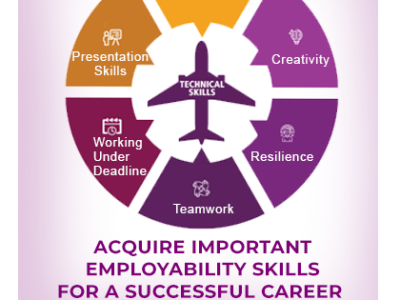 Presentation
Skills
Creativity
TECHNICAL
SKILLS
Working
Under
Deadline
Resilience
Teamwork
ACQUIRE IMPORTANT
EMPLOYABILITY SKILLS
FOR A SUCCESSFUL CAREER